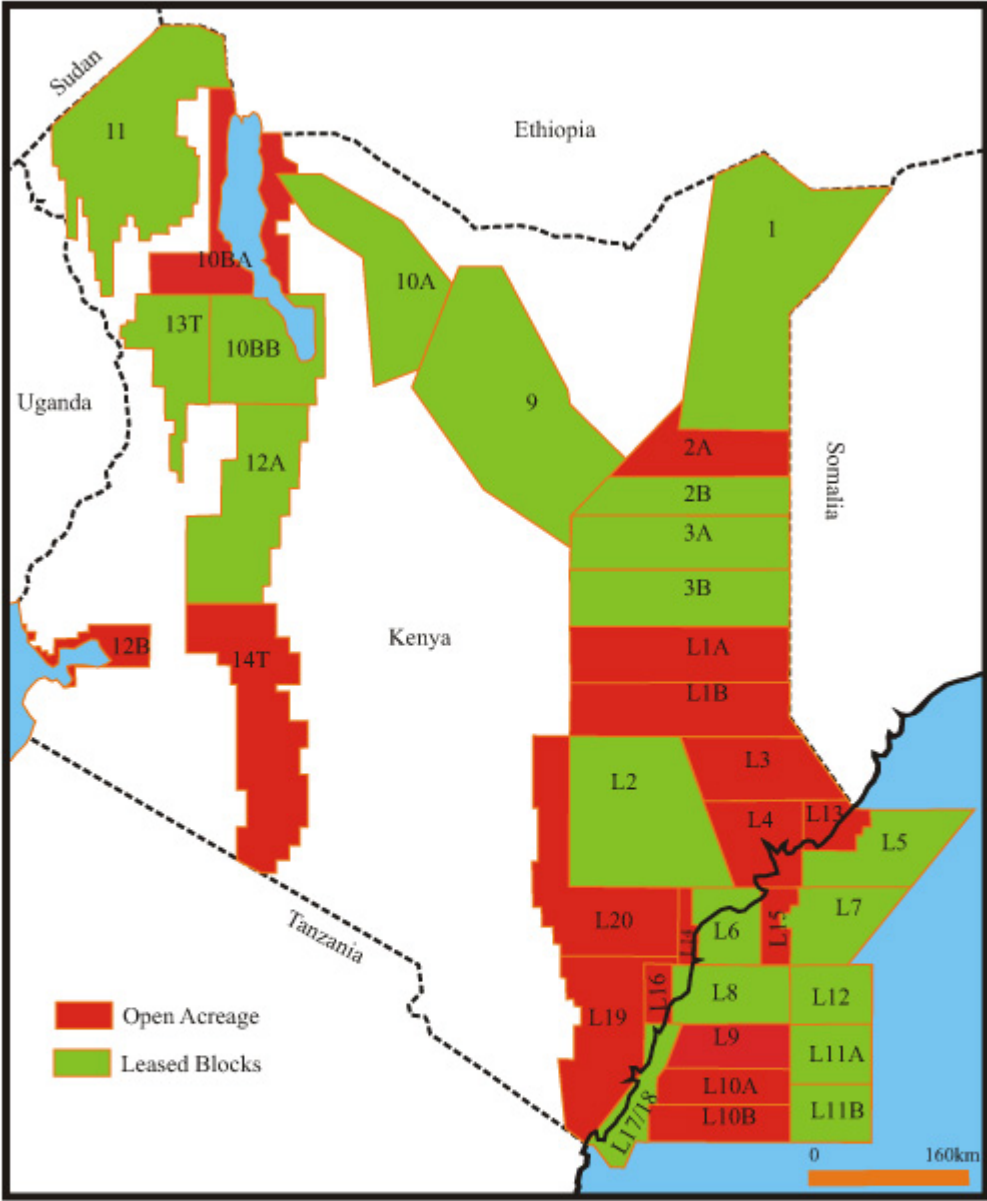 Sudan
11
Ethiopia
1
10BA
10A
13T
10BB
Uganda
9
2A
12A
Somalia
2B
3A
3B
12B
14T
Kenya
L1A
L1B
L2
L3
L4
L13
L5
L20
L14
L6
L15
L7
Tanzania
L16
L8
L12
L19
Open Acreage
L9
L11A
Leased Blocks
L10A
L11B
L17/18
L10B
0 160km